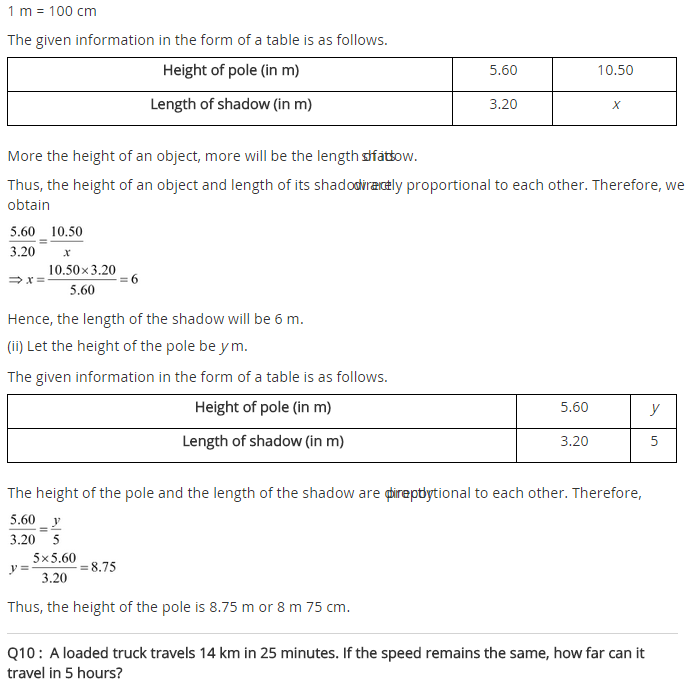 1 m = 100 cm
The given information in the form of a table is as follows.
Height of pole (in m) 5.60 10.50
Length of shadow (in m) 3.20 x
More the height of an object, more will be the length of its shadow.
Thus, the height of an object and length of its shadow are directly proportional to each other. Therefore, we
obtain
5.60/3.20 = 10.50/x
⇒ x = 10.50×3.20/5.60 = 6
Hence, the length of the shadow will be 6 m.
(ii) Let the height of the pole be y m.
The given information in the form of a table is as follows.
Height of pole (in m) 5.60 y
Length of shadow (in m) 3.20 5
The height of the pole and the length of the shadow are directly proportional to each other. Therefore,
5.60/3.20 = y/5
y = 5×5.60/3.20 = 8.75
Thus, the height of the pole is 8.75 m or 8 m 75 cm.
Q10 : A loaded truck travels 14 km in 25 minutes. If the speed remains the same, how far can it
travel in 5 hours?